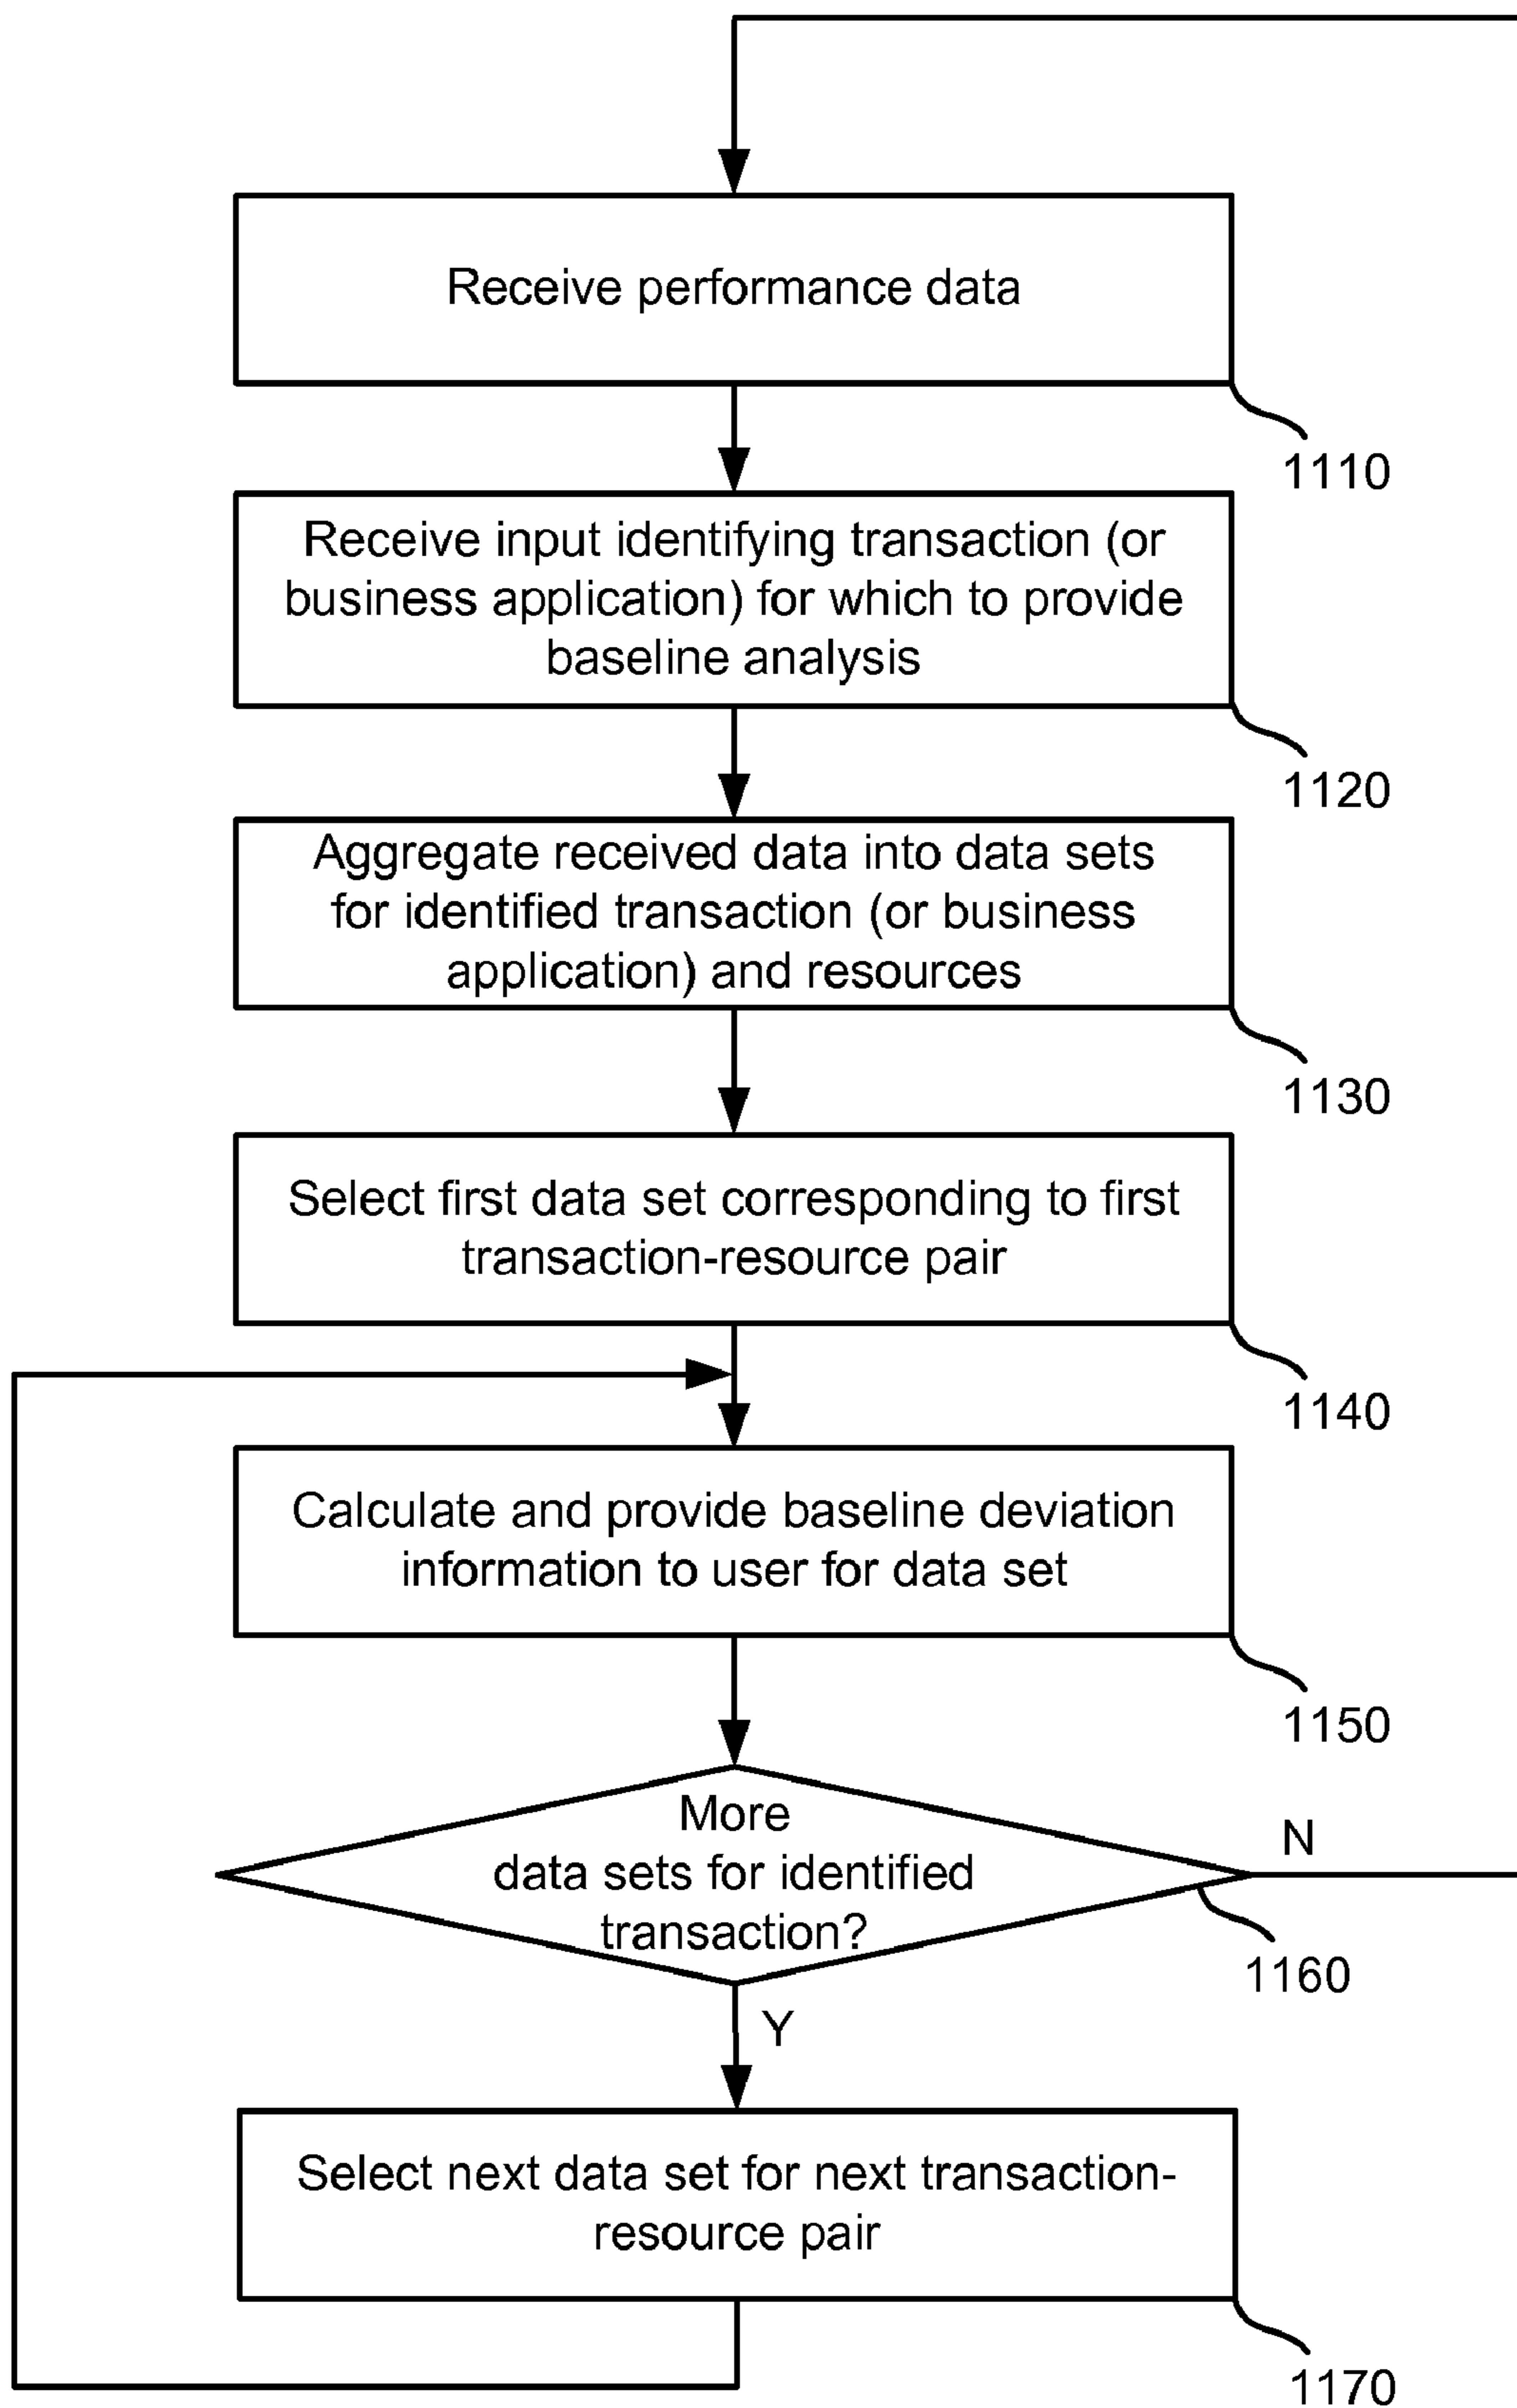 Receive performance data
1110
Receive input identifying transaction (or
business application) for which to provide
baseline analysis
1120
Aggregate received data into data sets
for identified transaction (or business
application) and resources
1130
Select first data set corresponding to first
transaction-resource pair
1140
Calculate and provide baseline deviation
information to user for data set
1150
More
data sets for identified
transaction?
N
1160
Y
Select next data set for next transaction-
resource pair
1170